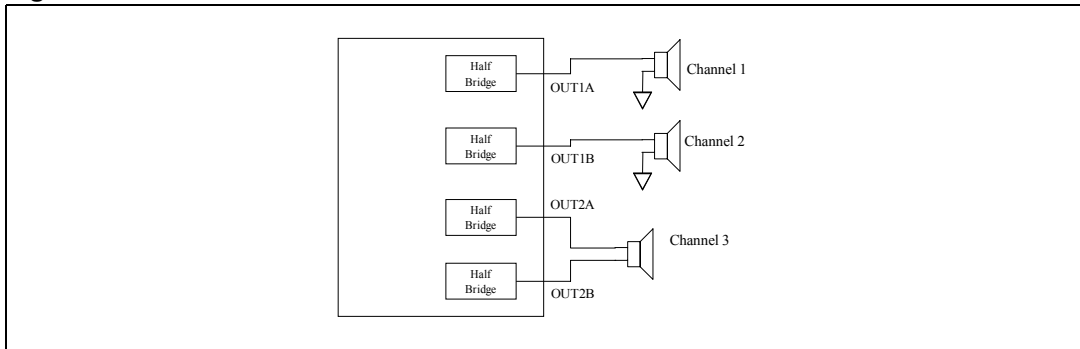 Half
Bridge
OUT1A
Channel 1
Half
Bridge
OUT1B
Channel 2
Half
Bridge
OUT2A
Channel 3
Half
Bridge
OUT2B